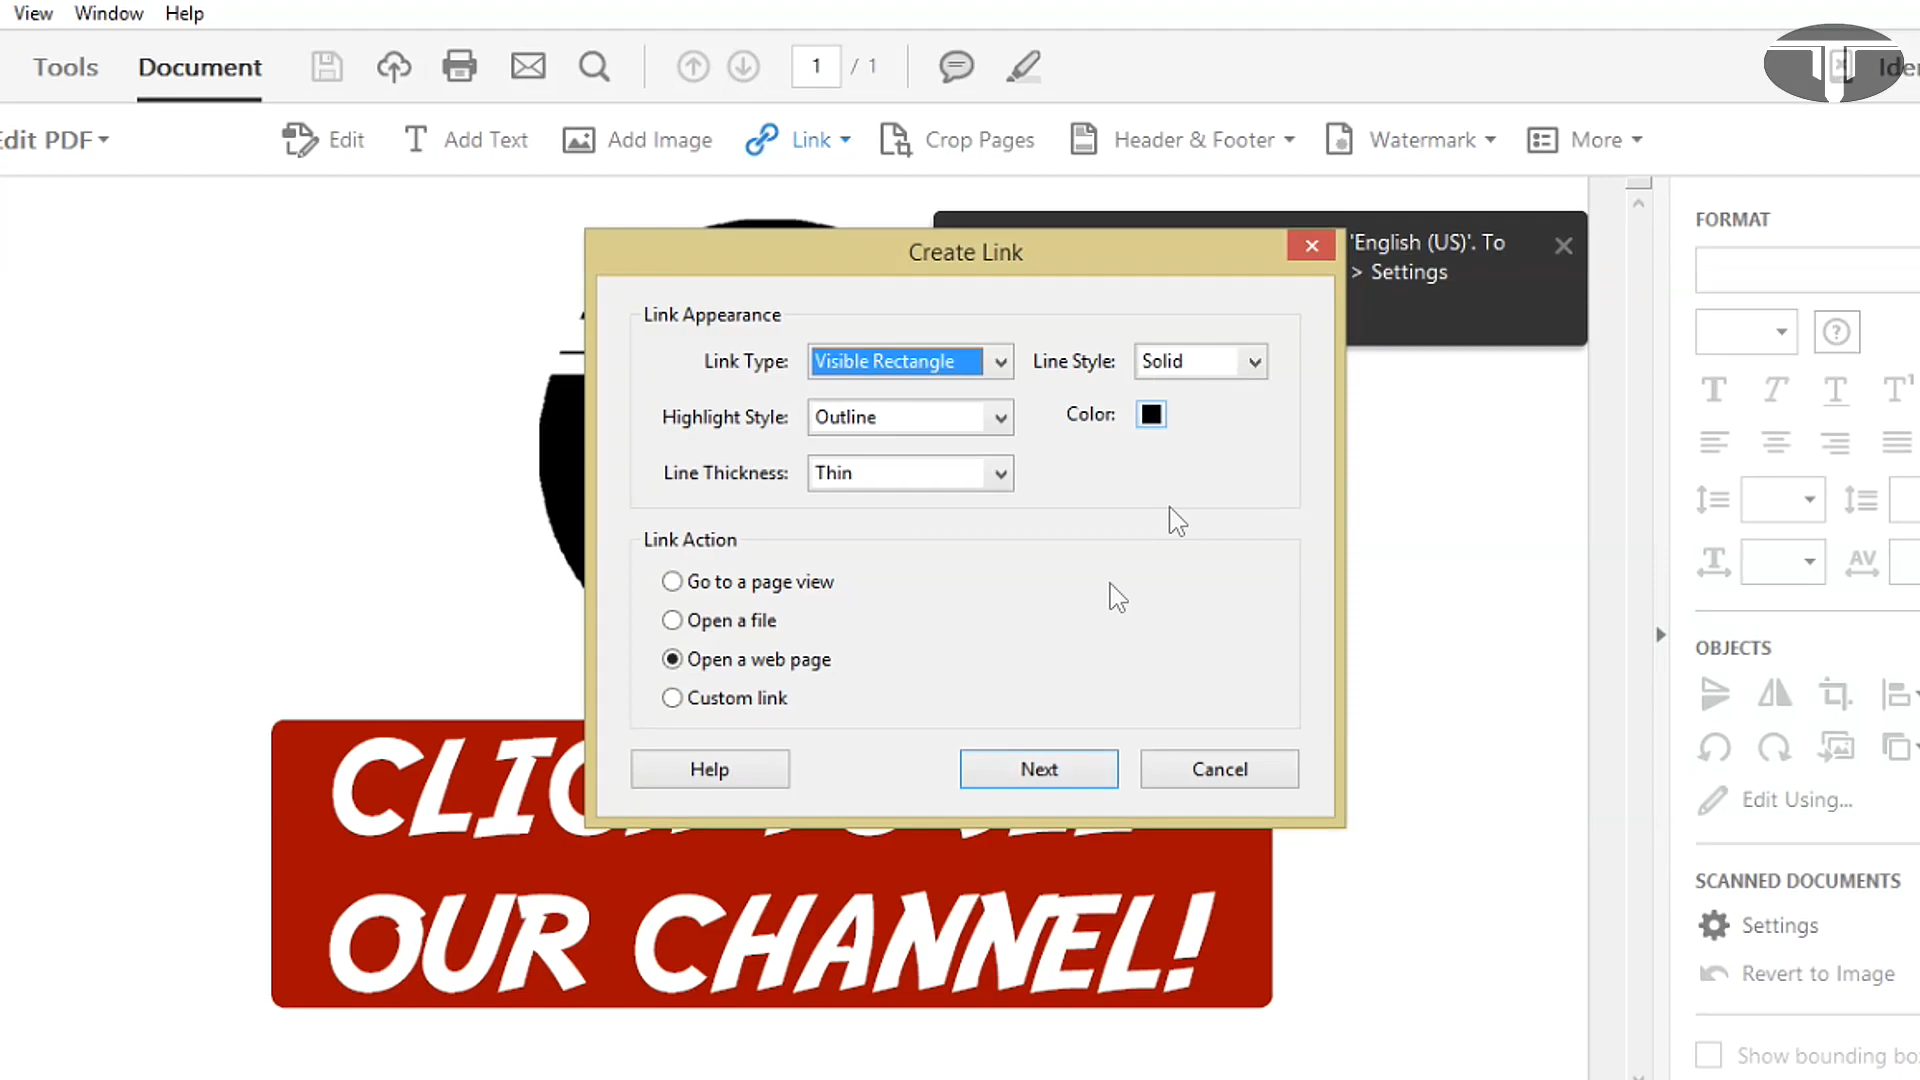 View Window Help
Tools Document 1 / 1
Edit PDF Edit Add Text Add Image Link Crop Pages Header & Footer Watermark More
'English (US)'. To
> Settings
Create Link
Link Appearance
Link Type: Visible Rectangle Line Style: Solid
Highlight Style: Outline Color:
Line Thickness: Thin
Link Action
Go to a page view
Open a file
Open a web page
Custom link
Help Next Cancel
OUR CHANNEL!
FORMAT
OBJECTS
Edit Using...
SCANNED DOCUMENTS
Settings
Revert to Image
Show bounding